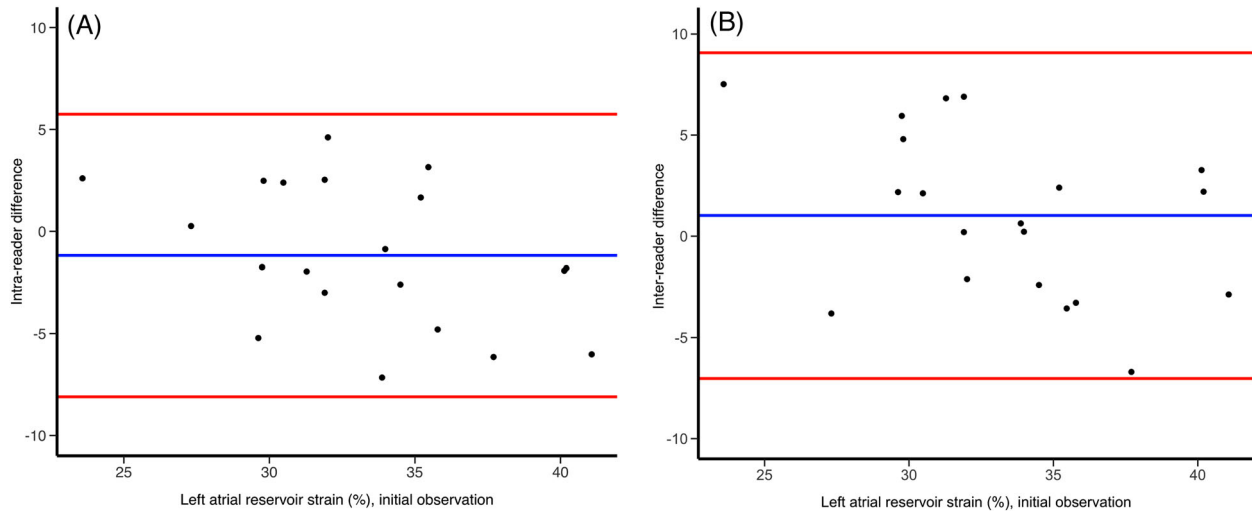 (A)
10
5
0
-5
-10
Intra-reader difference
25 30 35 40
Left atrial reservoir strain (%), initial observation
(B)
10
5
0
-5
-10
Inter-reader difference
25 30 35 40
Left atrial reservoir strain (%), initial observation